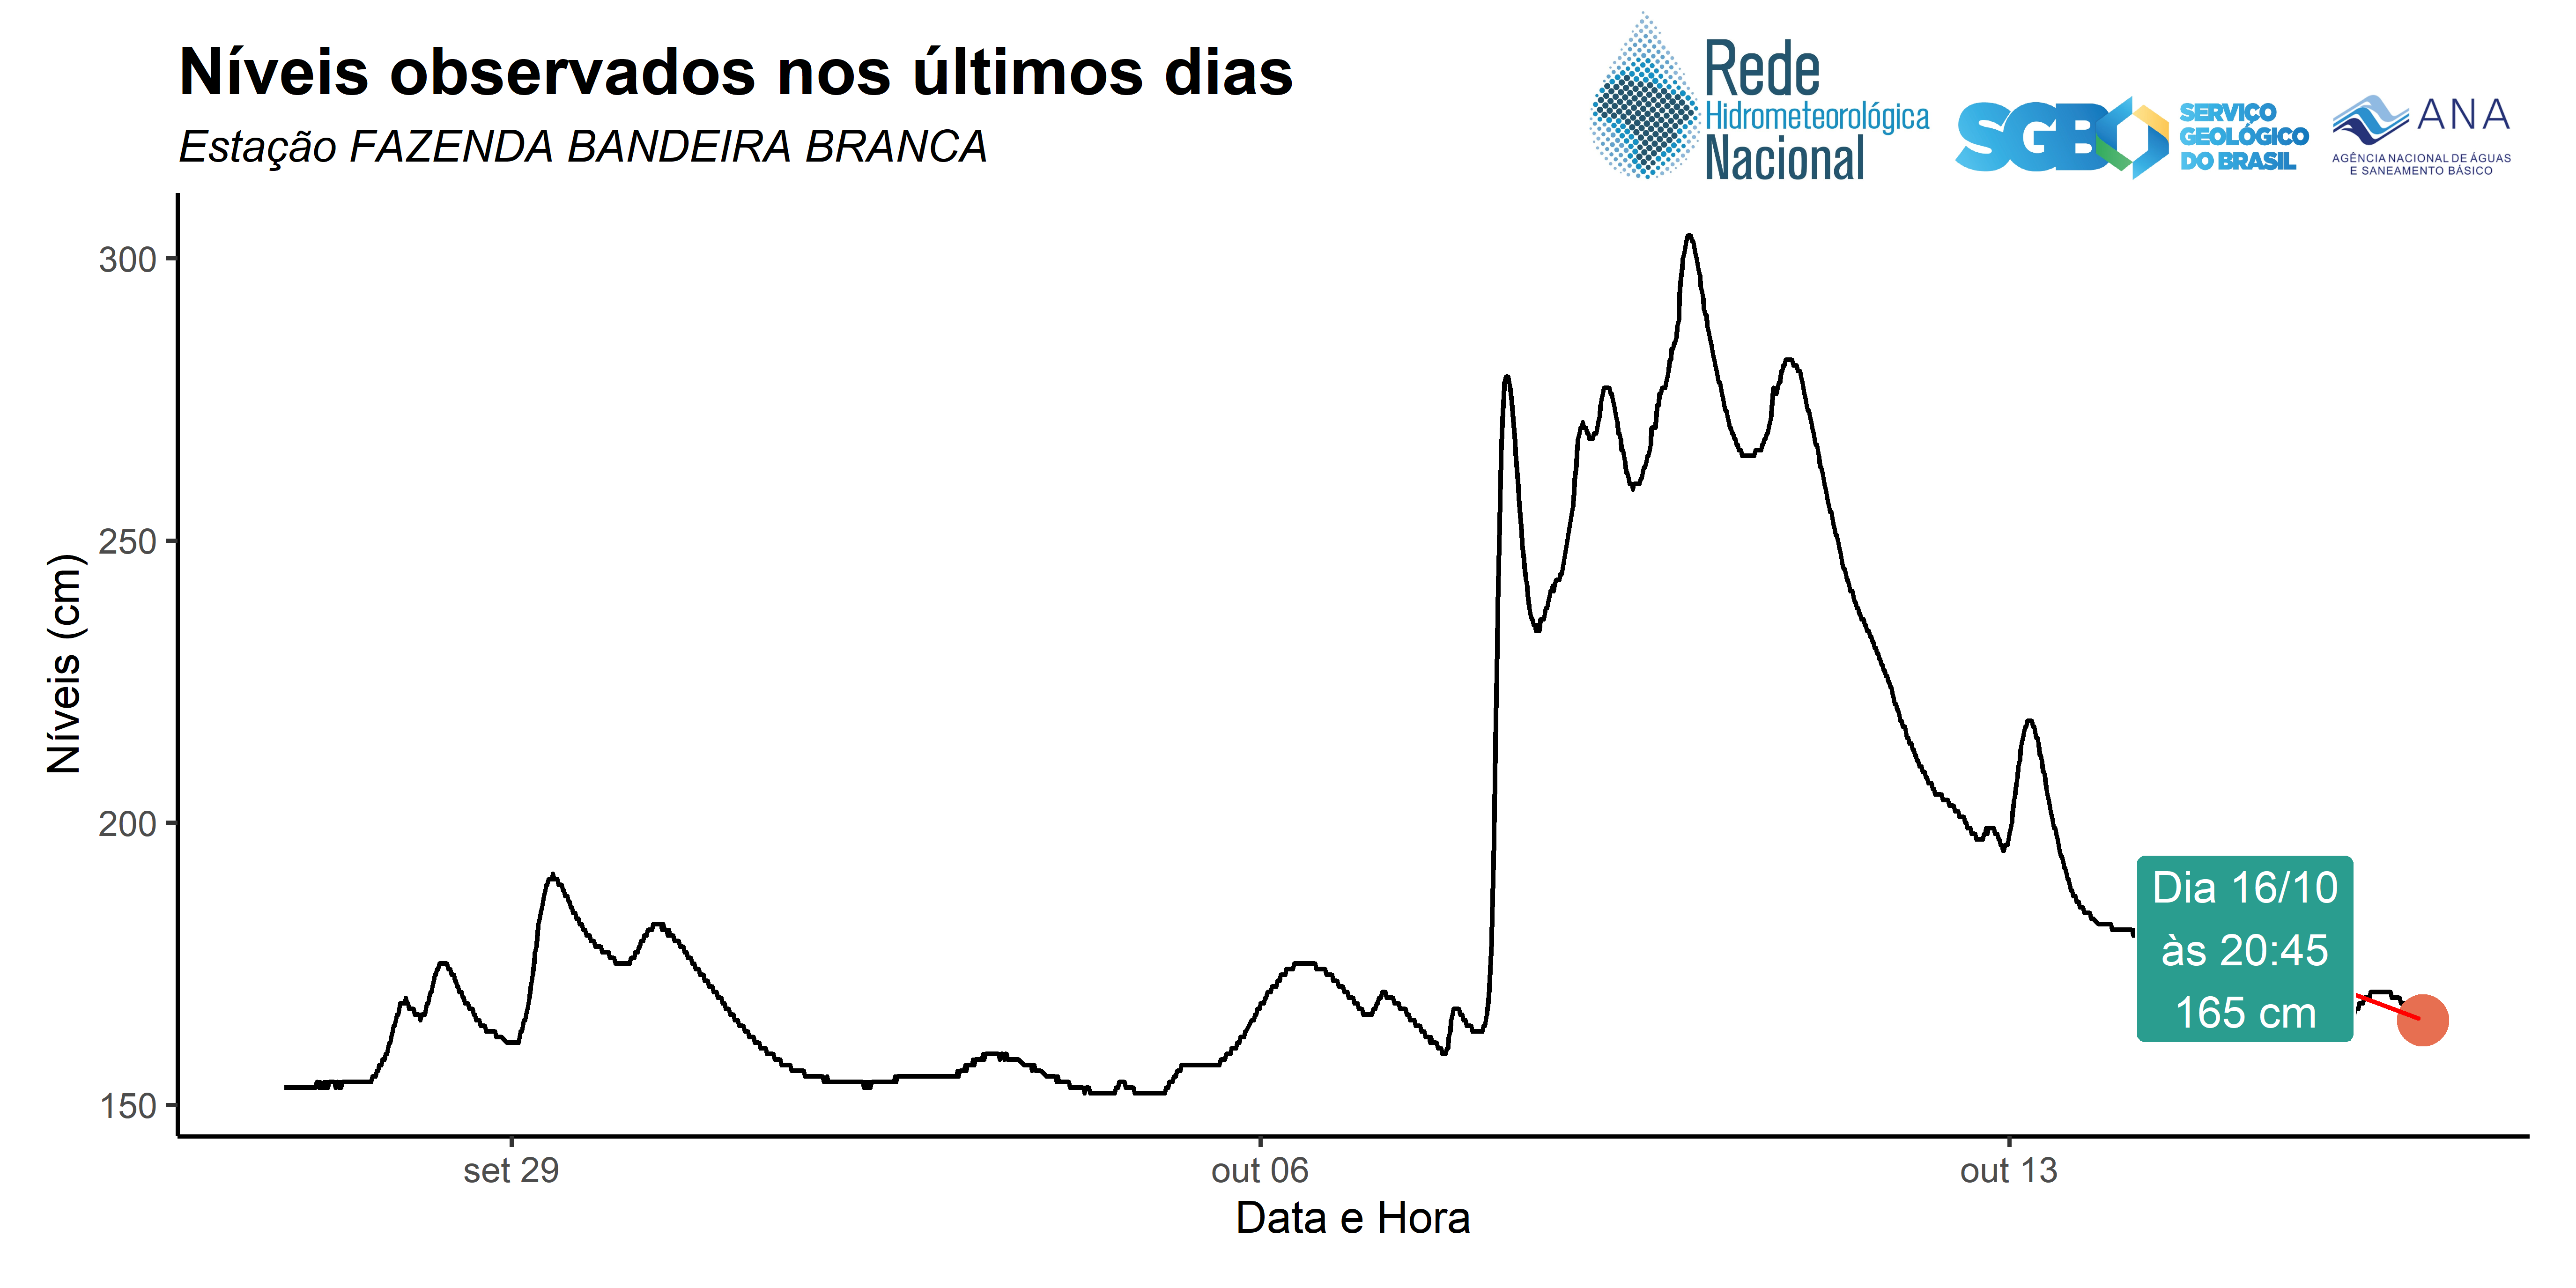 Níveis observados nos últimos dias
Estação FAZENDA BANDEIRA BRANCA
Rede
Hidrometeorológica
Nacional
SGB
SERVIÇO
GEOLÓGICO
DO BRASIL
ANA
AGÊNCIA NACIONAL DE ÁGUAS
E SANEAMENTO BÁSICO
Níveis (cm)
300
250
200
150
Dia 16/10
às 20:45
165 cm
set 29
out 06
out 13
Data e Hora